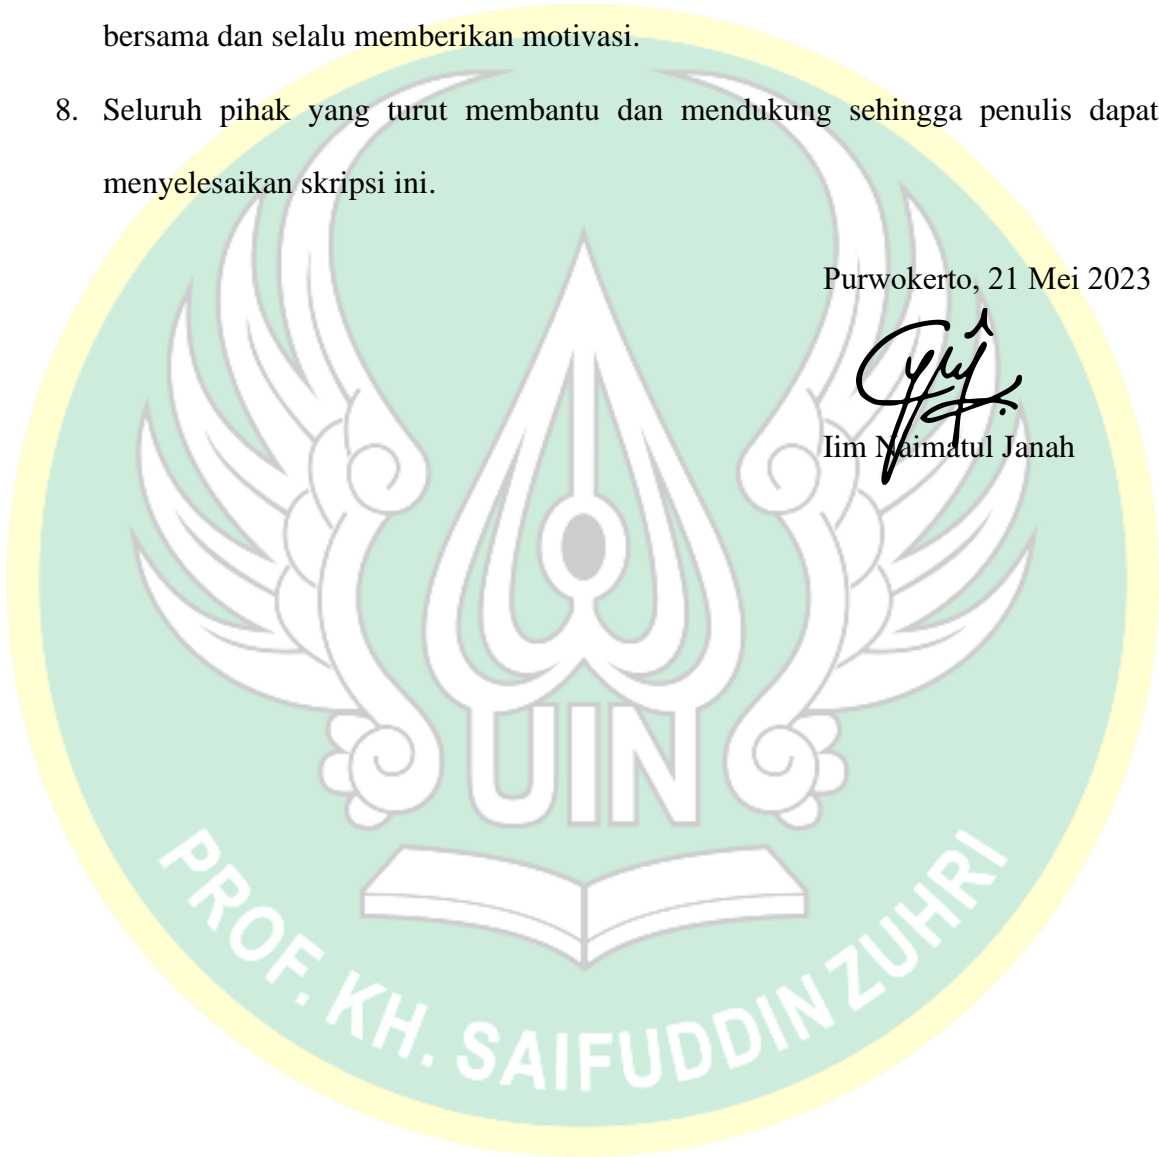 bersama dan selalu memberikan motivasi.
8. Seluruh pihak yang turut membantu dan mendukung sehingga penulis dapat
menyelesaikan skripsi ini.
Purwokerto, 21 Mei 2023
Iim Naimatul Janah
UIN
PROF. KH. SAIFUDDIN ZUHRI